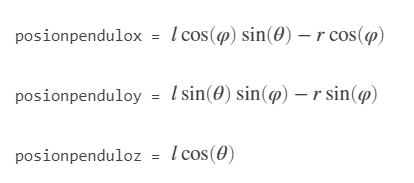 posionpendulox = l cos(φ) sin(θ) − r cos(φ)
posionpenduloy = l sin(θ) sin(φ) − r sin(φ)
posionpenduloz = l cos(θ)